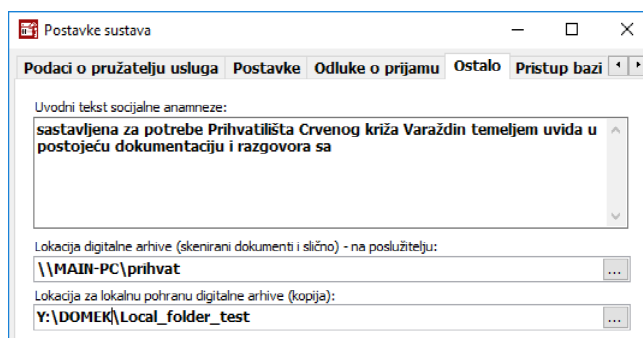 Postavke sustava
Podaci o pružatelju usluga Postavke Odluke o prijamu Ostalo Pristup bazi
Uvodni tekst socijalne anamneze:
sastavljena za potrebe Prihvatilišta Crvenog križa Varaždin temeljem uvida u
postojeću dokumentaciju i razgovora sa
Lokacija digitalne arhive (skenirani dokumenti i slično) - na poslužitelju:
\\MAIN-PC\prihvat
...
Lokacija za lokalnu pohranu digitalne arhive (kopija):
Y:\DOMEK\Local_folder_test
...